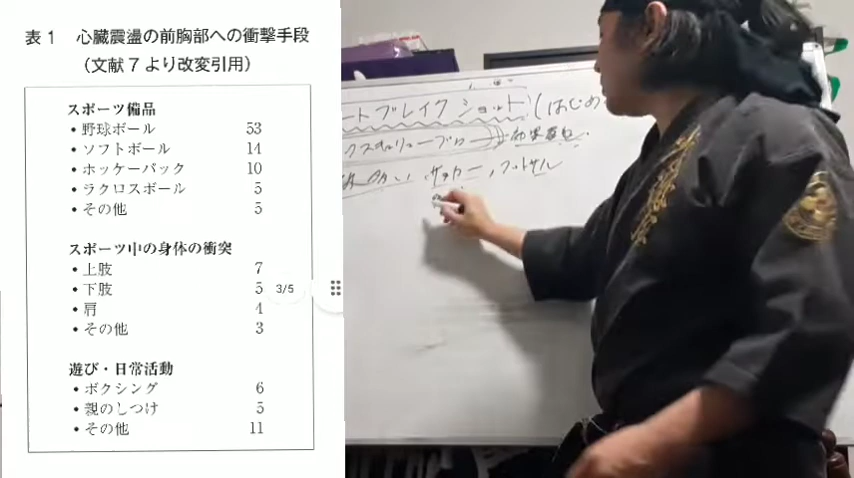 表1 心臓震盪の前胸部への衝撃手段
(文献7より改変引用)
スポーツ備品
・野球ボール 53
・ソフトボール 14
・ホッケーパック 10
・ラクロスボール 5
・その他 5
スポーツ中の身体の衝突
・上肢 7
・下肢 5
・肩 4
・その他 3
遊び・日常活動
・ボクシング 6
・親のしつけ 5
・その他 11
3/5
ートブレイクショット(はじめ
クスキューブロー
サッカー、フットサル